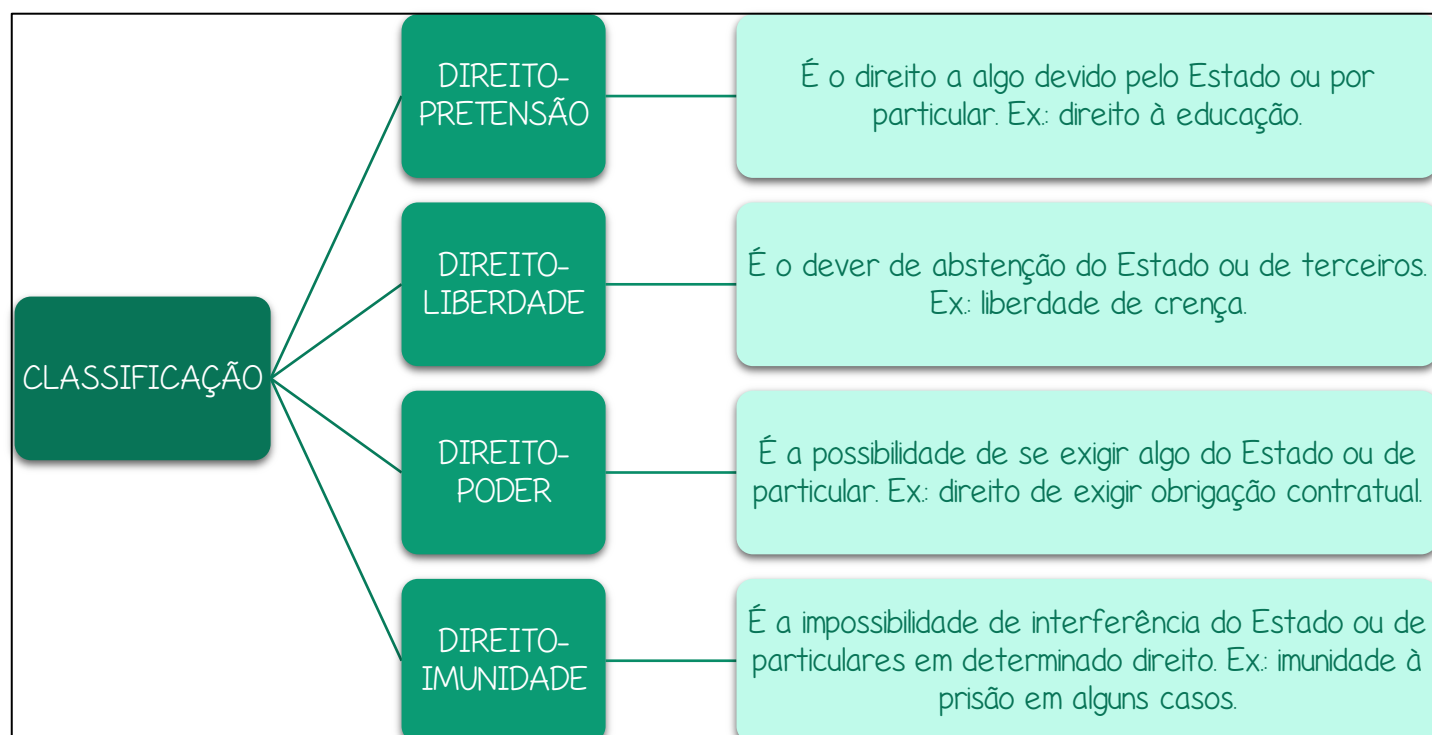 CLASSIFICAÇÃO
DIREITO-
PRETENSÃO
É o direito a algo devido pelo Estado ou por
particular. Ex.: direito à educação.
DIREITO-
LIBERDADE
É o dever de abstenção do Estado ou de terceiros.
Ex.: liberdade de crença.
DIREITO-
PODER
É a possibilidade de se exigir algo do Estado ou de
particular. Ex.: direito de exigir obrigação contratual.
DIREITO-
IMUNIDADE
É a impossibilidade de interferência do Estado ou de
particulares em determinado direito. Ex.: imunidade à
prisão em alguns casos.